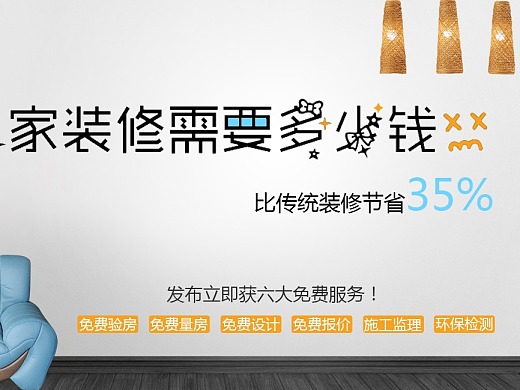 家装修需要多少钱
比传统装修节省35%
发布立即获六大免费服务！
免费验房 免费量房 免费设计 免费报价 施工监理 环保检测